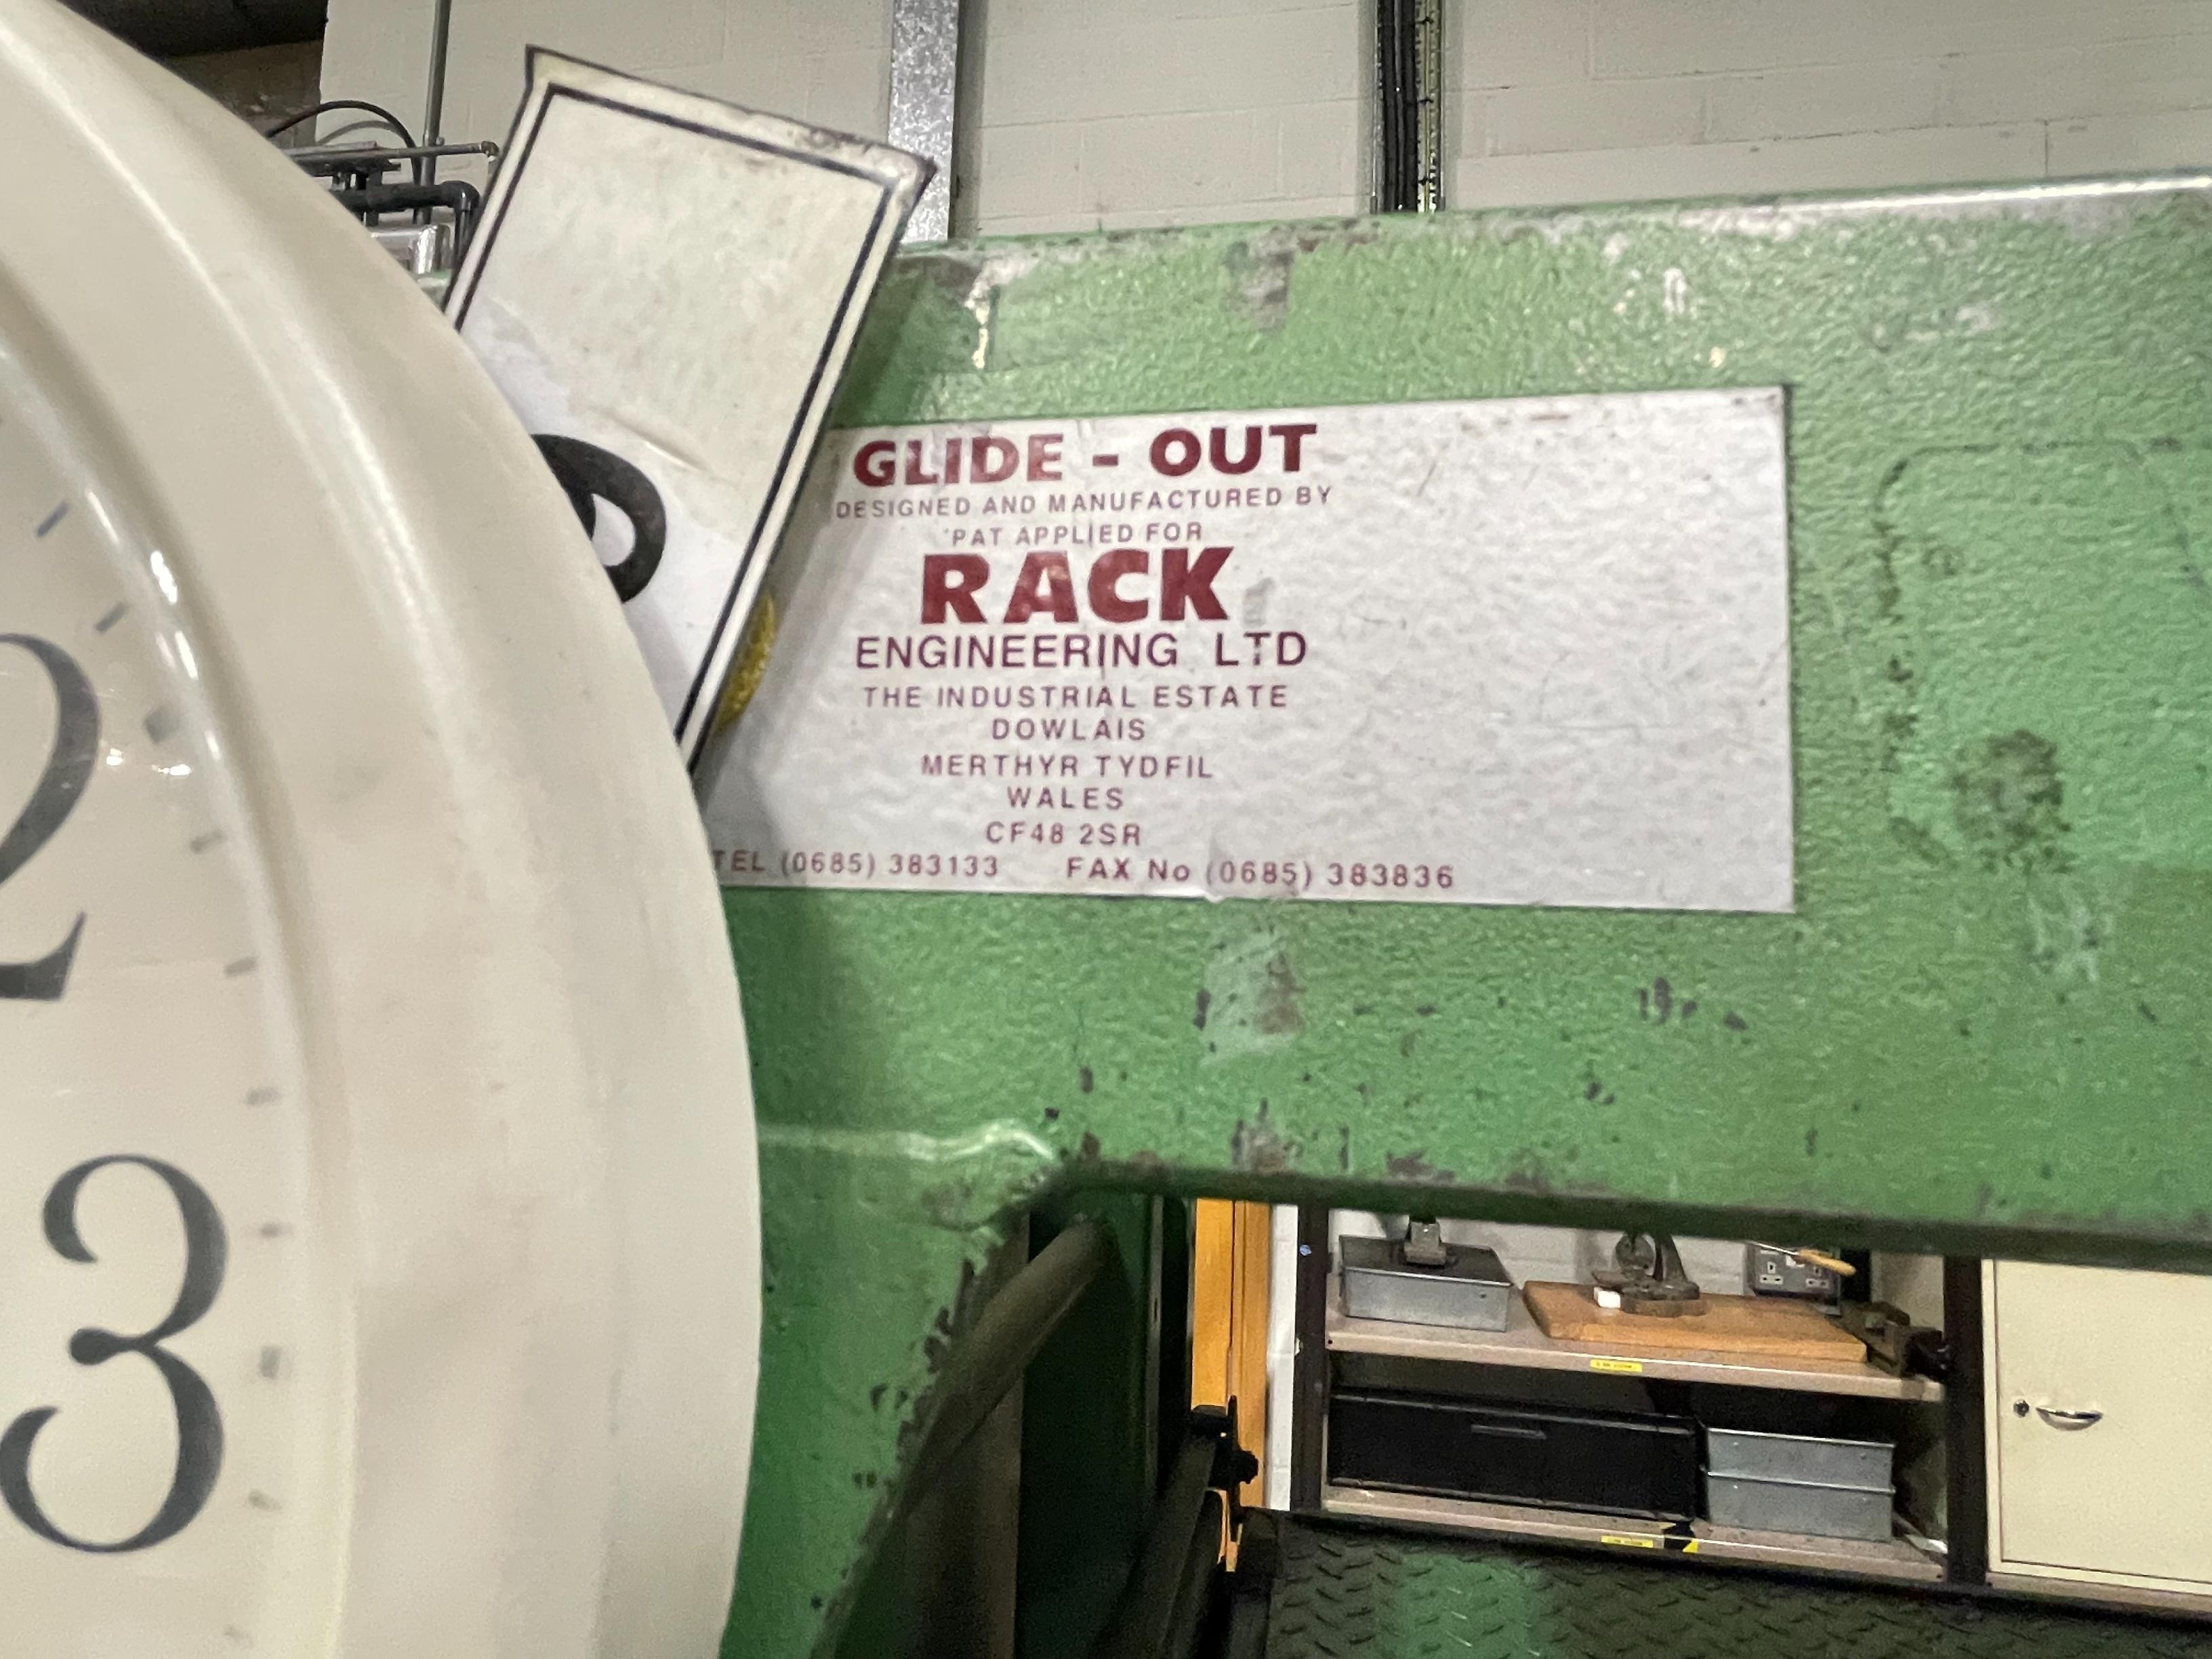 GLIDE - OUT
DESIGNED AND MANUFACTURED BY
PAT APPLIED FOR
RACK
ENGINEERING LTD
THE INDUSTRIAL ESTATE
DOWLAIS
MERTHYR TYDFIL
WALES
CF48 2SR
TEL (0685) 383133 FAX No (0685) 383836
2
3